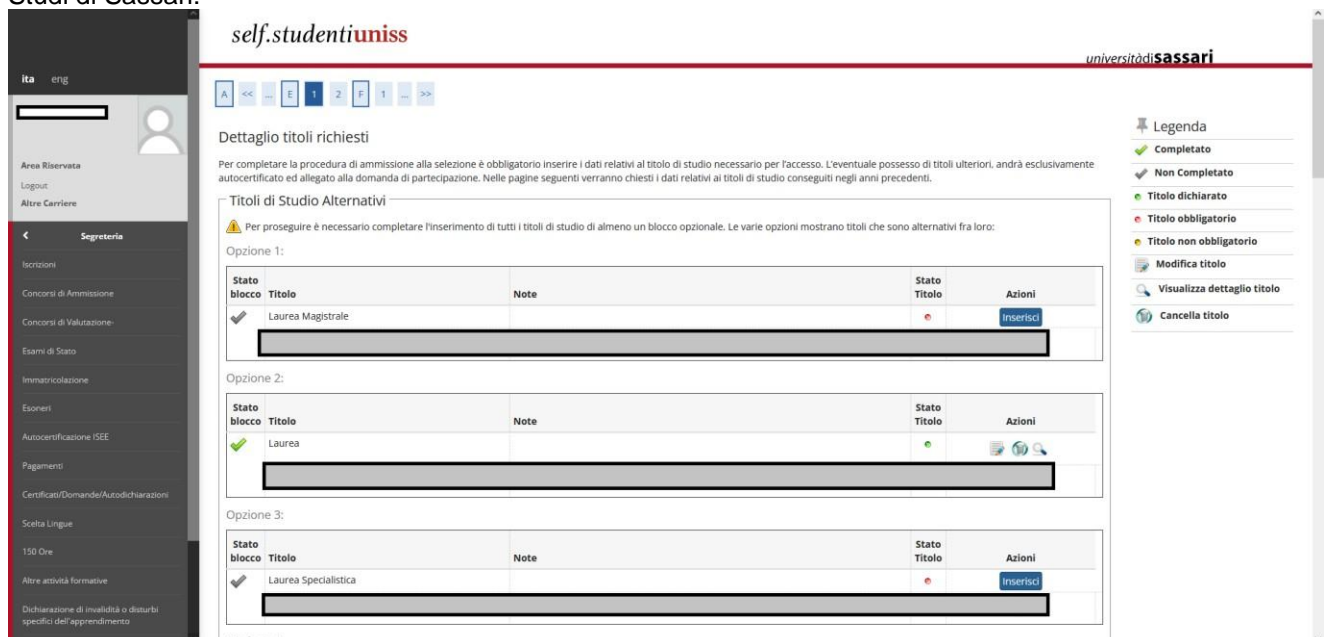 Studi di Sassari.
self.studentiuniss
universitàdisassari
ita eng
Area Riservata
Logout
Altre Carriere
Segreteria
Iscrizioni
Concorsi di Ammissione
Concorsi di Valutazione-
Esami di Stato
Immatricolazione
Esoneri
Autocertificazione ISEE
Pagamenti
Certificati/Domande/Autodichiarazioni
Scelta Lingue
150 Ore
Altre attività formative
Dichiarazione di invalidità o disturbi
specifici dell'apprendimento
A << ... E 1 2 F 1 ... >>
Dettaglio titoli richiesti
Per completare la procedura di ammissione alla selezione è obbligatorio inserire i dati relativi al titolo di studio necessario per l'accesso. L'eventuale possesso di titoli ulteriori, andrà esclusivamente
autocertificato ed allegato alla domanda di partecipazione. Nelle pagine seguenti verranno chiesti i dati relativi ai titoli di studio conseguiti negli anni precedenti.
Titoli di Studio Alternativi
Per proseguire è necessario completare l'inserimento di tutti i titoli di studio di almeno un blocco opzionale. Le varie opzioni mostrano titoli che sono alternativi fra loro:
Opzione 1:
Stato blocco Titolo Note Stato Titolo Azioni
Laurea Magistrale Inserisci
Opzione 2:
Stato blocco Titolo Note Stato Titolo Azioni
Laurea
Opzione 3:
Stato blocco Titolo Note Stato Titolo Azioni
Laurea Specialistica Inserisci
Legenda
Completato
Non Completato
Titolo dichiarato
Titolo obbligatorio
Titolo non obbligatorio
Modifica titolo
Visualizza dettaglio titolo
Cancella titolo